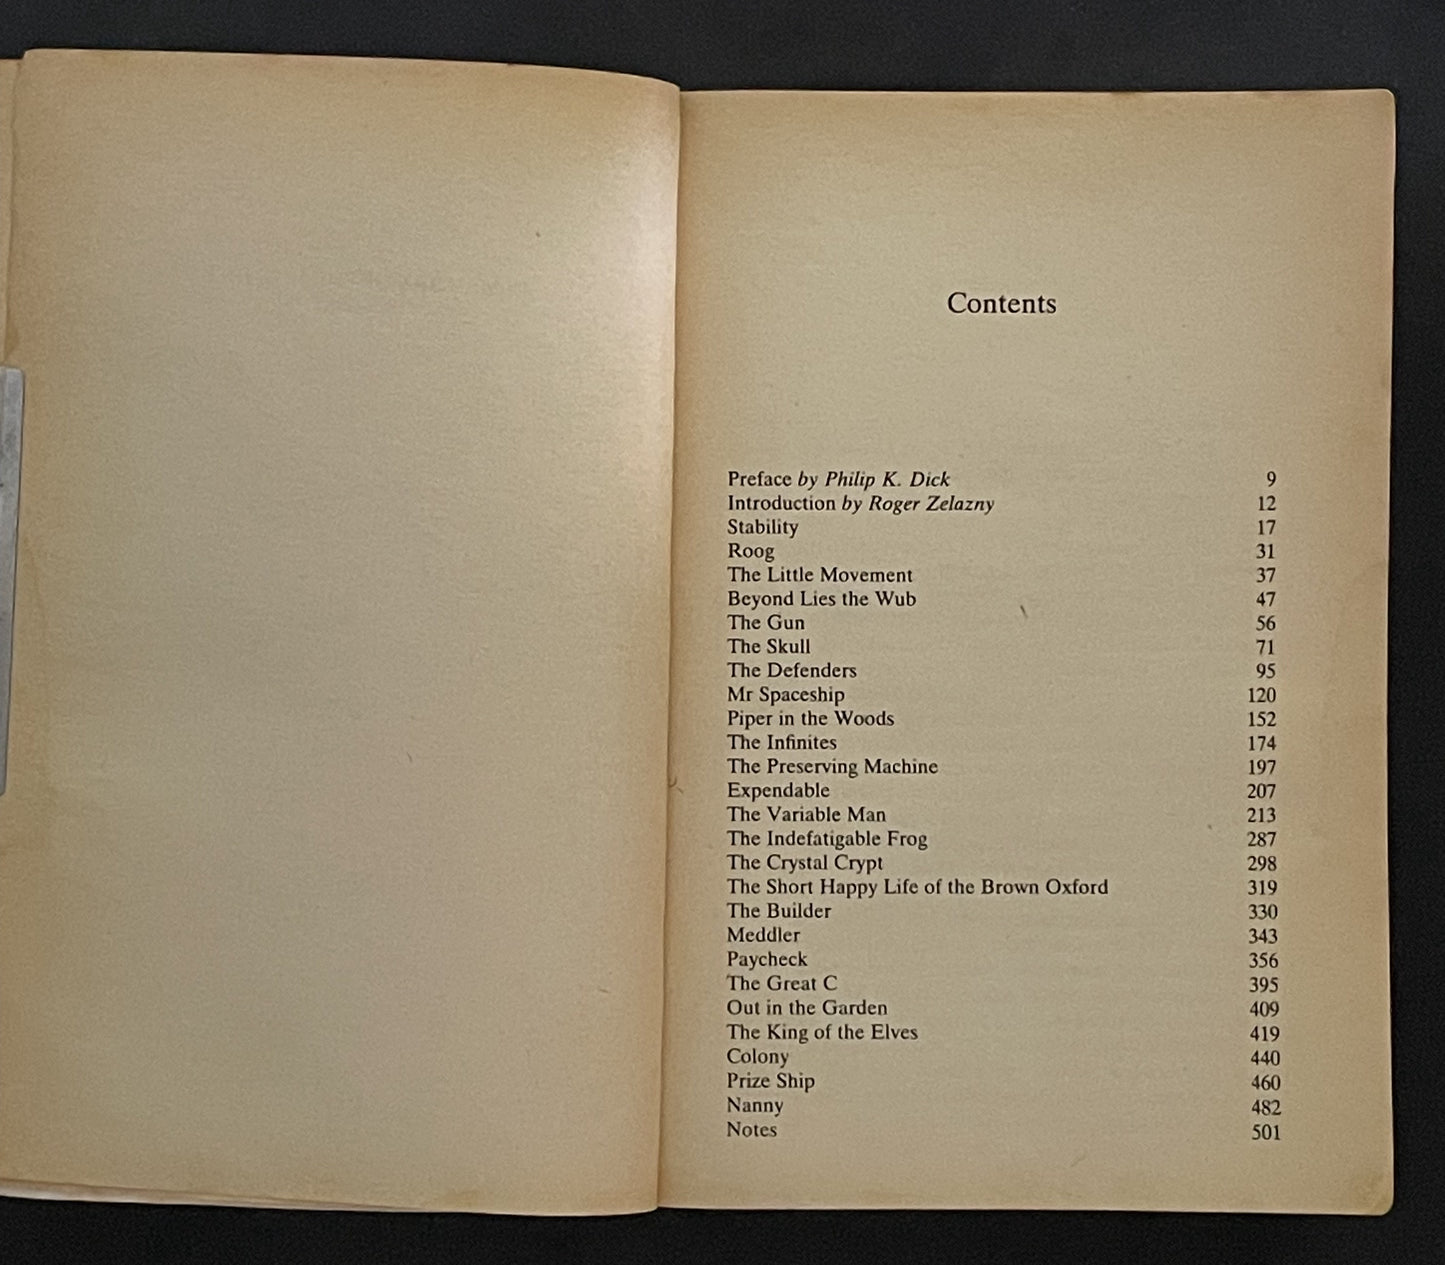 Contents
Preface by Philip K. Dick 9
Introduction by Roger Zelazny 12
Stability 17
Roog 31
The Little Movement 37
Beyond Lies the Wub 47
The Gun 56
The Skull 71
The Defenders 95
Mr Spaceship 120
Piper in the Woods 152
The Infinites 174
The Preserving Machine 197
Expendable 207
The Variable Man 213
The Indefatigable Frog 287
The Crystal Crypt 298
The Short Happy Life of the Brown Oxford 319
The Builder 330
Meddler 343
Paycheck 356
The Great C 395
Out in the Garden 409
The King of the Elves 419
Colony 440
Prize Ship 460
Nanny 482
Notes 501